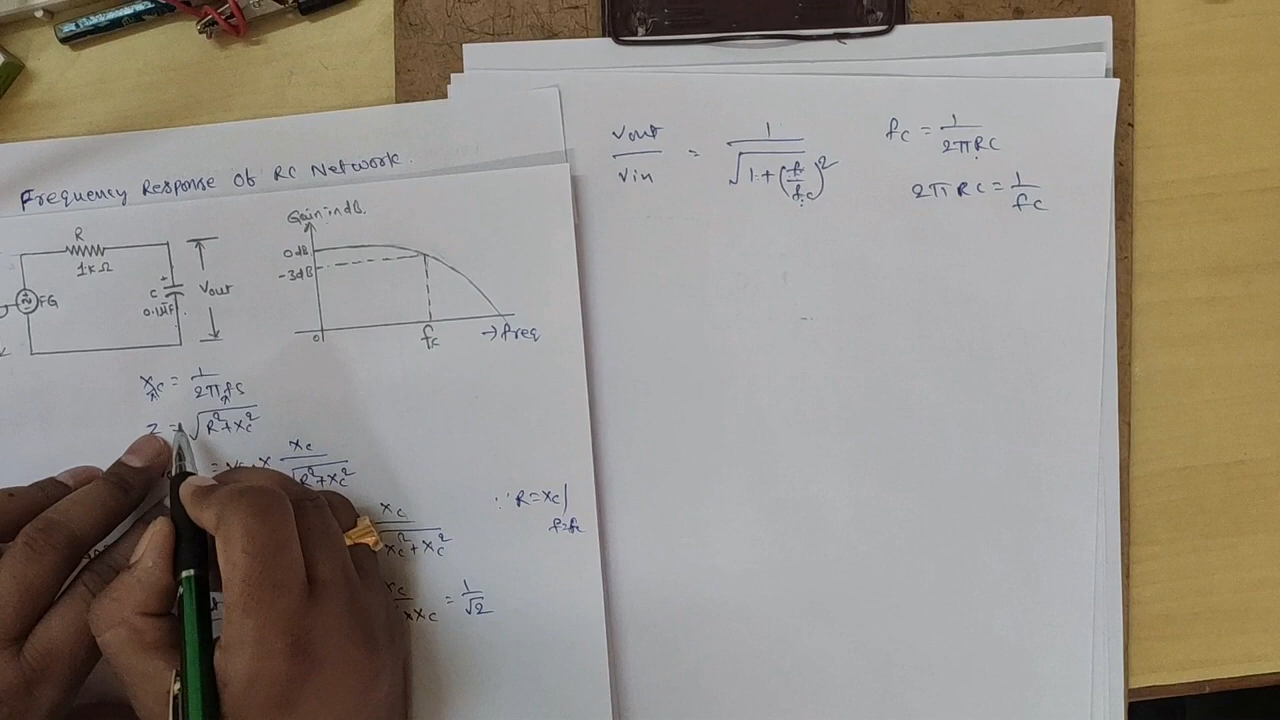 Frequency Response Of RC Network.
R
1kΩ
FG
C
0.1μF
Vout
Gain in dB.
0dB
-3dB
0
fc
→ freq
Xc = 1/2πfC
Z = √R²+Xc²
= Vin × Xc/√R²+Xc²
Xc/√Xc²+Xc²
∵ R=Xc|
f=fc
= 1/√2
Vout/Vin = 1/√1+(f/fc)²
fc = 1/2πRC
2πRC = 1/fc